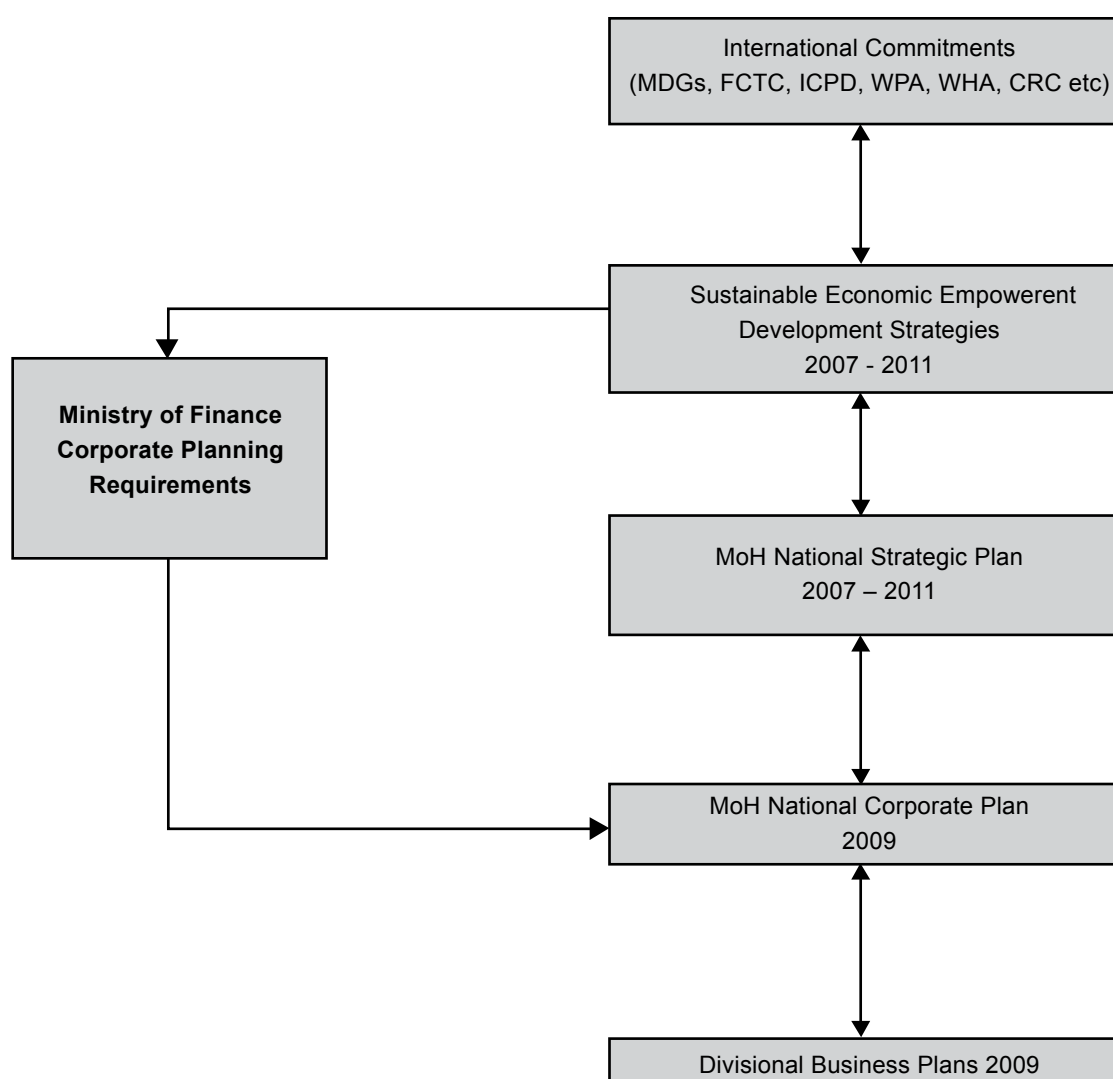 International Commitments
(MDGs, FCTC, ICPD, WPA, WHA, CRC etc)
Sustainable Economic Empowerent
Development Strategies
2007 - 2011
Ministry of Finance
Corporate Planning
Requirements
MoH National Strategic Plan
2007 – 2011
MoH National Corporate Plan
2009
Divisional Business Plans 2009